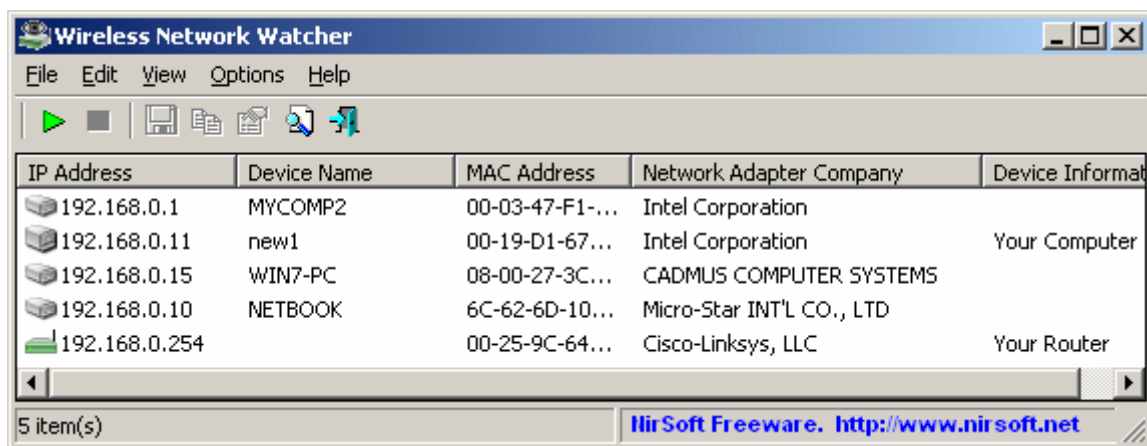 Wireless Network Watcher
File Edit View Options Help
IP Address Device Name MAC Address Network Adapter Company Device Informat
192.168.0.1 MYCOMP2 00-03-47-F1-... Intel Corporation
192.168.0.11 new1 00-19-D1-67... Intel Corporation Your Computer
192.168.0.15 WIN7-PC 08-00-27-3C... CADMUS COMPUTER SYSTEMS
192.168.0.10 NETBOOK 6C-62-6D-10... Micro-Star INT'L CO., LTD
192.168.0.254 00-25-9C-64... Cisco-Linksys, LLC Your Router
5 item(s) NirSoft Freeware. http://www.nirsoft.net